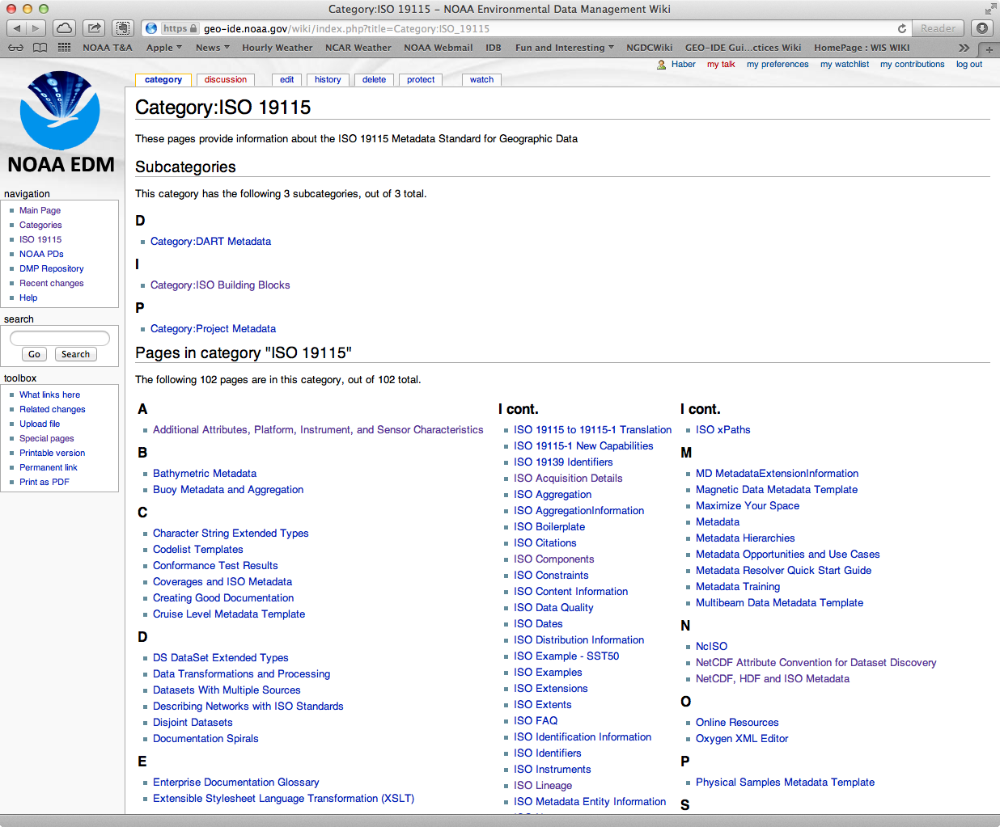 Category:ISO 19115 – NOAA Environmental Data Management Wiki
https geo-ide.noaa.gov/wiki/index.php?title=Category:ISO_19115 Reader
NOAA T&A Apple News Hourly Weather NCAR Weather NOAA Webmail IDB Fun and Interesting NGDCWiki GEO-IDE Gui...ctices Wiki HomePage : WIS WIKI
Haber my talk my preferences my watchlist my contributions log out
category discussion edit history delete protect watch
NOAA EDM
navigation
Main Page
Categories
ISO 19115
NOAA PDs
DMP Repository
Recent changes
Help
search
Go Search
toolbox
What links here
Related changes
Upload file
Special pages
Printable version
Permanent link
Print as PDF
Category:ISO 19115
These pages provide information about the ISO 19115 Metadata Standard for Geographic Data
Subcategories
This category has the following 3 subcategories, out of 3 total.
D
Category:DART Metadata
I
Category:ISO Building Blocks
P
Category:Project Metadata
Pages in category "ISO 19115"
The following 102 pages are in this category, out of 102 total.
A
Additional Attributes, Platform, Instrument, and Sensor Characteristics
B
Bathymetric Metadata
Buoy Metadata and Aggregation
C
Character String Extended Types
Codelist Templates
Conformance Test Results
Coverages and ISO Metadata
Creating Good Documentation
Cruise Level Metadata Template
D
DS DataSet Extended Types
Data Transformations and Processing
Datasets With Multiple Sources
Describing Networks with ISO Standards
Disjoint Datasets
Documentation Spirals
E
Enterprise Documentation Glossary
Extensible Stylesheet Language Transformation (XSLT)
I cont.
ISO 19115 to 19115-1 Translation
ISO 19115-1 New Capabilities
ISO 19139 Identifiers
ISO Acquisition Details
ISO Aggregation
ISO AggregationInformation
ISO Boilerplate
ISO Citations
ISO Components
ISO Constraints
ISO Content Information
ISO Data Quality
ISO Dates
ISO Distribution Information
ISO Example - SST50
ISO Examples
ISO Extensions
ISO Extents
ISO FAQ
ISO Identification Information
ISO Identifiers
ISO Instruments
ISO Lineage
ISO Metadata Entity Information
I cont.
ISO xPaths
M
MD MetadataExtensionInformation
Magnetic Data Metadata Template
Maximize Your Space
Metadata
Metadata Hierarchies
Metadata Opportunities and Use Cases
Metadata Resolver Quick Start Guide
Metadata Training
Multibeam Data Metadata Template
N
NcISO
NetCDF Attribute Convention for Dataset Discovery
NetCDF, HDF and ISO Metadata
O
Online Resources
Oxygen XML Editor
P
Physical Samples Metadata Template
S